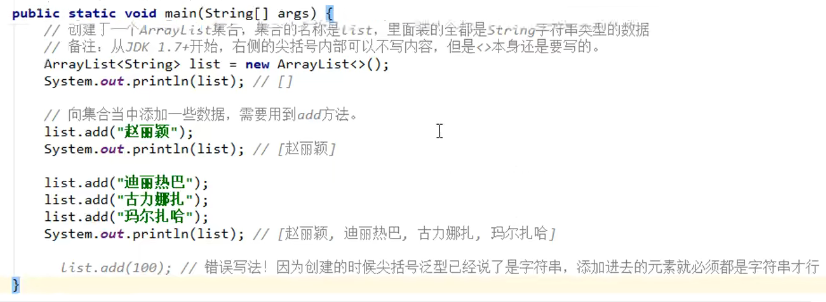 public static void main(String[] args) {
// 创建了一个ArrayList集合，集合的名称是list，里面装的全都是String字符串类型的数据
// 备注：从JDK 1.7+开始，右侧的尖括号内部可以不写内容，但是<>本身还是要写的。
ArrayList<String> list = new ArrayList<>();
System.out.println(list); // []
// 向集合当中添加一些数据，需要用到add方法。
list.add("赵丽颖");
System.out.println(list); // [赵丽颖]
list.add("迪丽热巴");
list.add("古力娜扎");
list.add("玛尔扎哈");
System.out.println(list); // [赵丽颖, 迪丽热巴, 古力娜扎, 玛尔扎哈]
list.add(100); // 错误写法！因为创建的时候尖括号泛型已经说了是字符串，添加进去的元素就必须都是字符串才行
}